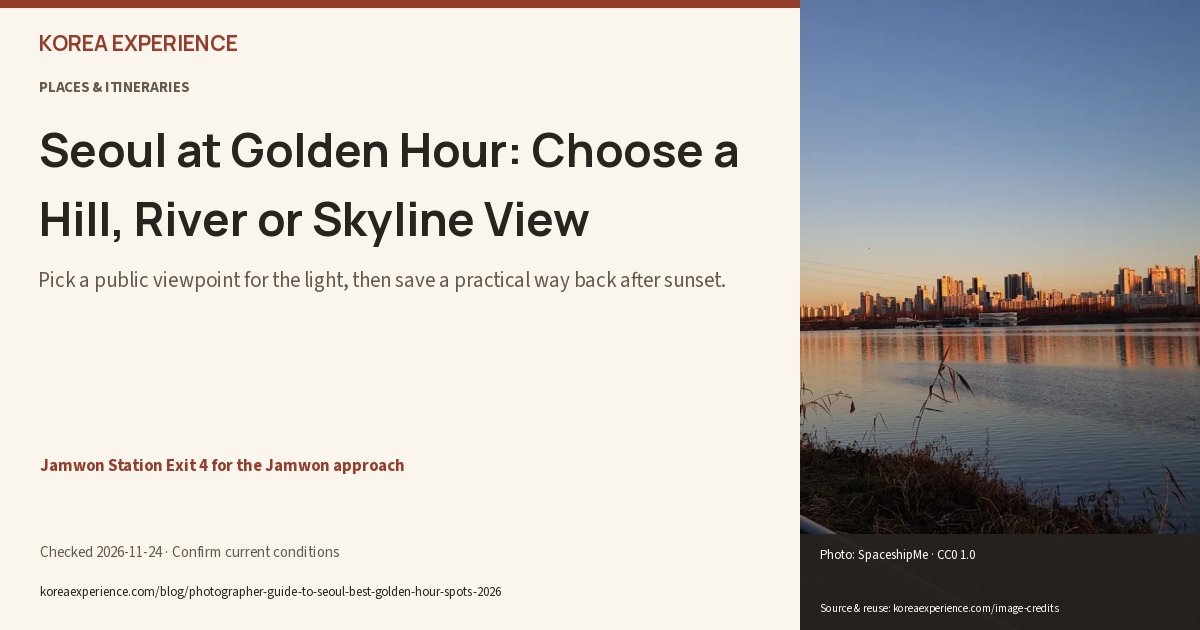 KOREA EXPERIENCE
PLACES & ITINERARIES
Seoul at Golden Hour: Choose a
Hill, River or Skyline View
Pick a public viewpoint for the light, then save a practical way back after sunset.
Jamwon Station Exit 4 for the Jamwon approach
Checked 2026-11-24 · Confirm current conditions
koreaexperience.com/blog/photographer-guide-to-seoul-best-golden-hour-spots-2026
Photo: SpaceshipMe · CC0 1.0
Source & reuse: koreaexperience.com/image-credits